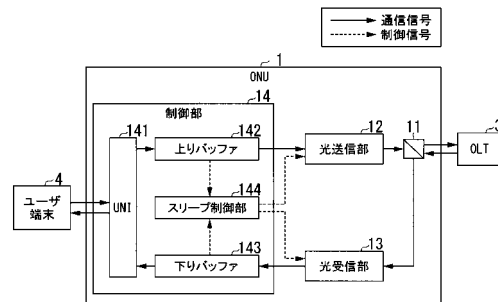 通信信号
制御信号
1
ONU
14
制御部
141
142
上りバッファ
12
光送信部
11
3
OLT
4
ユーザ
端末
UNI
144
スリープ制御部
143
下りバッファ
13
光受信部